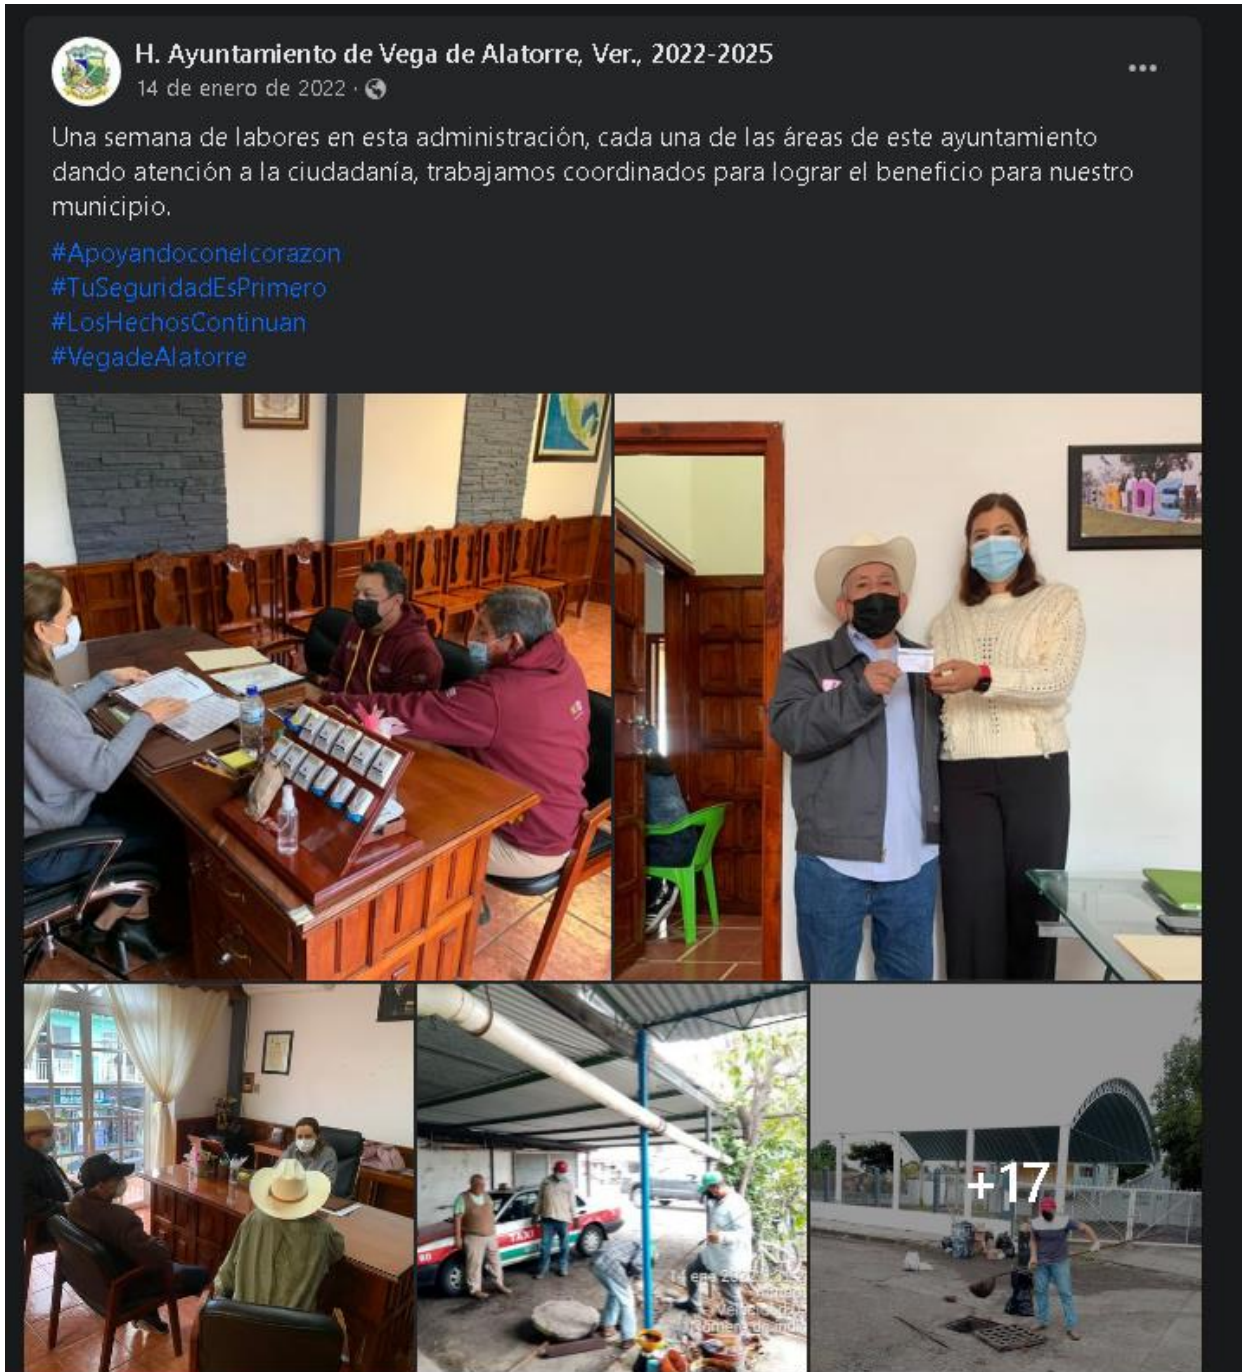 H. Ayuntamiento de Vega de Alatorre, Ver., 2022-2025
14 de enero de 2022 ·
Una semana de labores en esta administración, cada una de las áreas de este ayuntamiento
dando atención a la ciudadanía, trabajamos coordinados para lograr el beneficio para nuestro
municipio.
#Apoyandoconelcorazon
#TuSeguridadEsPrimero
#LosHechosContinuan
#VegadeAlatorre
TAXI
+17